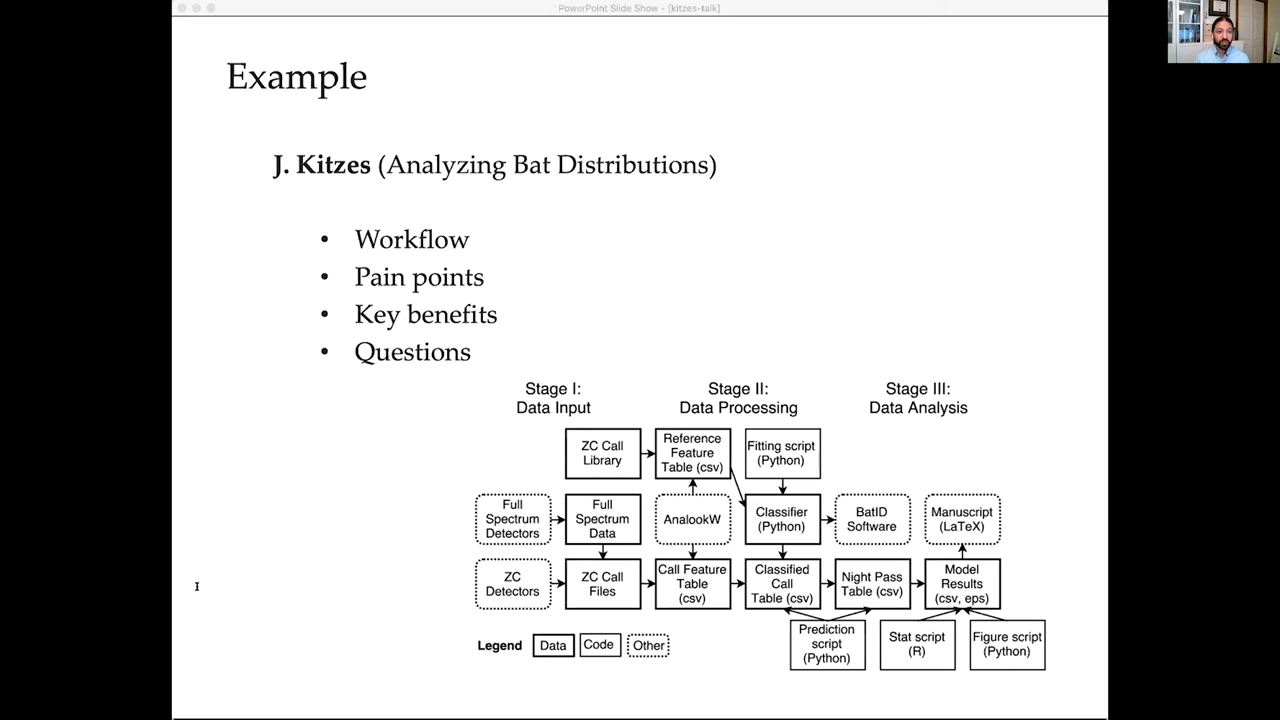 PowerPoint Slide Show - [kitzes-talk]
Example
J. Kitzes (Analyzing Bat Distributions)
• Workflow
• Pain points
• Key benefits
• Questions
Stage I:
Data Input
Stage II:
Data Processing
Stage III:
Data Analysis
ZC Call
Library
Reference
Feature
Table (csv)
Fitting script
(Python)
Full
Spectrum
Detectors
Full
Spectrum
Data
AnalookW
Classifier
(Python)
BatID
Software
Manuscript
(LaTeX)
ZC
Detectors
ZC Call
Files
Call Feature
Table
(csv)
Classified
Call
Table (csv)
Night Pass
Table (csv)
Model
Results
(csv, eps)
Prediction
script
(Python)
Stat script
(R)
Figure script
(Python)
Legend
Data
Code
Other